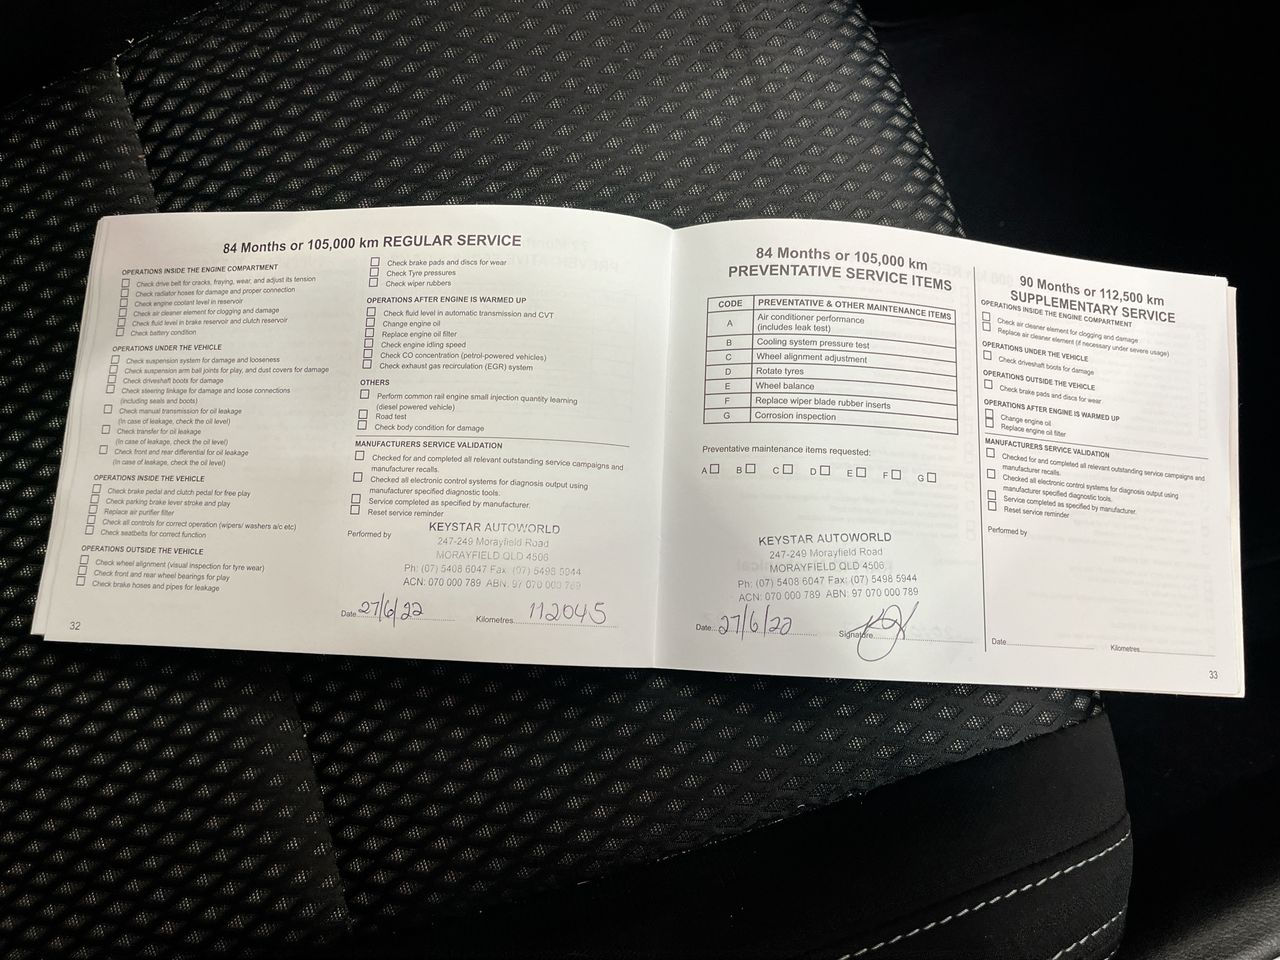 84 Months or 105,000 km REGULAR SERVICE
OPERATIONS INSIDE THE ENGINE COMPARTMENT
Check drive belt for cracks, fraying, wear, and adjust its tension
Check radiator hoses for damage and proper connection
Check engine coolant level in reservoir
Check air cleaner element for clogging and damage
Check fluid level in brake reservoir and clutch reservoir
Check battery condition
OPERATIONS UNDER THE VEHICLE
Check suspension system for damage and looseness
Check suspension arm ball joints for play, and dust covers for damage
Check driveshaft boots for damage
Check steering linkage for damage and loose connections
(including seals and boots)
Check manual transmission for oil leakage
(In case of leakage, check the oil level)
Check transfer for oil leakage
(In case of leakage, check the oil level)
Check front and rear differential for oil leakage
(In case of leakage, check the oil level)
OPERATIONS INSIDE THE VEHICLE
Check brake pedal and clutch pedal for free play
Check parking brake lever stroke and play
Replace air purifier filter
Check all controls for correct operation (wipers/ washers a/c etc)
Check seatbelts for correct function
OPERATIONS OUTSIDE THE VEHICLE
Check wheel alignment (visual inspection for tyre wear)
Check front and rear wheel bearings for play
Check brake hoses and pipes for leakage
32
Check brake pads and discs for wear
Check Tyre pressures
Check wiper rubbers
OPERATIONS AFTER ENGINE IS WARMED UP
Check fluid level in automatic transmission and CVT
Change engine oil
Replace engine oil filter
Check engine idling speed
Check CO concentration (petrol-powered vehicles)
Check exhaust gas recirculation (EGR) system
OTHERS
Perform common rail engine small injection quantity learning
(diesel powered vehicle)
Road test
Check body condition for damage
MANUFACTURERS SERVICE VALIDATION
Checked for and completed all relevant outstanding service campaigns and
manufacturer recalls.
Checked all electronic control systems for diagnosis output using
manufacturer specified diagnostic tools.
Service completed as specified by manufacturer.
Reset service reminder
Performed by
KEYSTAR AUTOWORLD
247-249 Morayfield Road
MORAYFIELD QLD 4506
Ph: (07) 5408 6047 Fax: (07) 5498 5944
ACN: 070 000 789 ABN: 97 070 000 789
Date 27/6/22 Kilometres 112045
84 Months or 105,000 km
PREVENTATIVE SERVICE ITEMS
CODE PREVENTATIVE & OTHER MAINTENANCE ITEMS
A Air conditioner performance
(includes leak test)
B Cooling system pressure test
C Wheel alignment adjustment
D Rotate tyres
E Wheel balance
F Replace wiper blade rubber inserts
G Corrosion inspection
Preventative maintenance items requested:
A B C D E F G
KEYSTAR AUTOWORLD
247-249 Morayfield Road
MORAYFIELD QLD 4506
Ph: (07) 5408 6047 Fax: (07) 5498 5944
ACN: 070 000 789 ABN: 97 070 000 789
Date 27/6/22 Signature
90 Months or 112,500 km
SUPPLEMENTARY SERVICE
OPERATIONS INSIDE THE ENGINE COMPARTMENT
Check air cleaner element for clogging and damage
Replace air cleaner element (if necessary under severe usage)
OPERATIONS UNDER THE VEHICLE
Check driveshaft boots for damage
OPERATIONS OUTSIDE THE VEHICLE
Check brake pads and discs for wear
OPERATIONS AFTER ENGINE IS WARMED UP
Change engine oil
Replace engine oil filter
MANUFACTURERS SERVICE VALIDATION
Checked for and completed all relevant outstanding service campaigns and
manufacture recalls.
Checked all electronic control systems for diagnosis output using
manufacturer specified diagnostic tools.
Service completed as specified by manufacturer.
Reset service reminder
Performed by
Date Kilometres
33